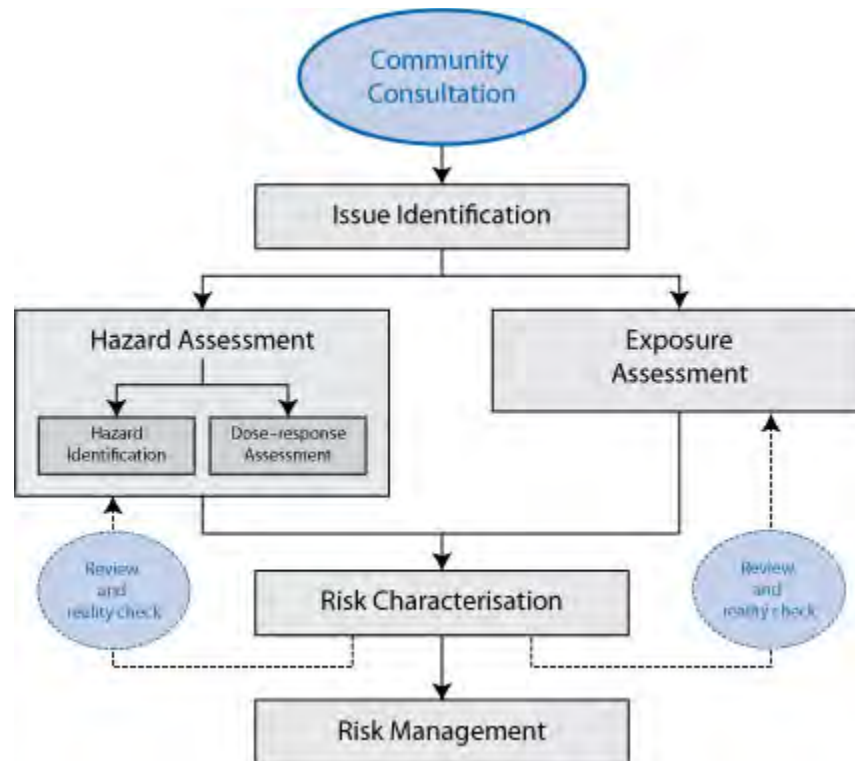 Community
Consultation
Issue Identification
Hazard Assessment
Hazard
Identification
Dose–response
Assessment
Exposure
Assessment
Review
and
reality check
Risk Characterisation
Review
and
reality check
Risk Management